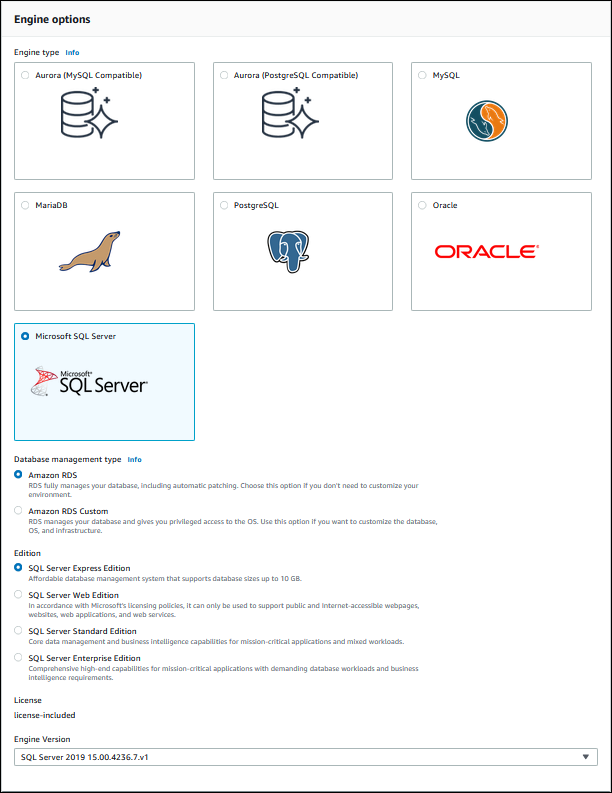 Engine options
Engine type Info
Aurora (MySQL Compatible)
Aurora (PostgreSQL Compatible)
MySQL
MariaDB
PostgreSQL
Oracle
ORACLE®
Microsoft SQL Server
Microsoft®
SQL Server®
Database management type Info
Amazon RDS
RDS fully manages your database, including automatic patching. Choose this option if you don't need to customize your
environment.
Amazon RDS Custom
RDS manages your database and gives you privileged access to the OS. Use this option if you want to customize the database,
OS, and infrastructure.
Edition
SQL Server Express Edition
Affordable database management system that supports database sizes up to 10 GB.
SQL Server Web Edition
In accordance with Microsoft's licensing policies, it can only be used to support public and Internet-accessible webpages,
websites, web applications, and web services.
SQL Server Standard Edition
Core data management and business intelligence capabilities for mission-critical applications and mixed workloads.
SQL Server Enterprise Edition
Comprehensive high-end capabilities for mission-critical applications with demanding database workloads and business
intelligence requirements.
License
license-included
Engine Version
SQL Server 2019 15.00.4236.7.v1